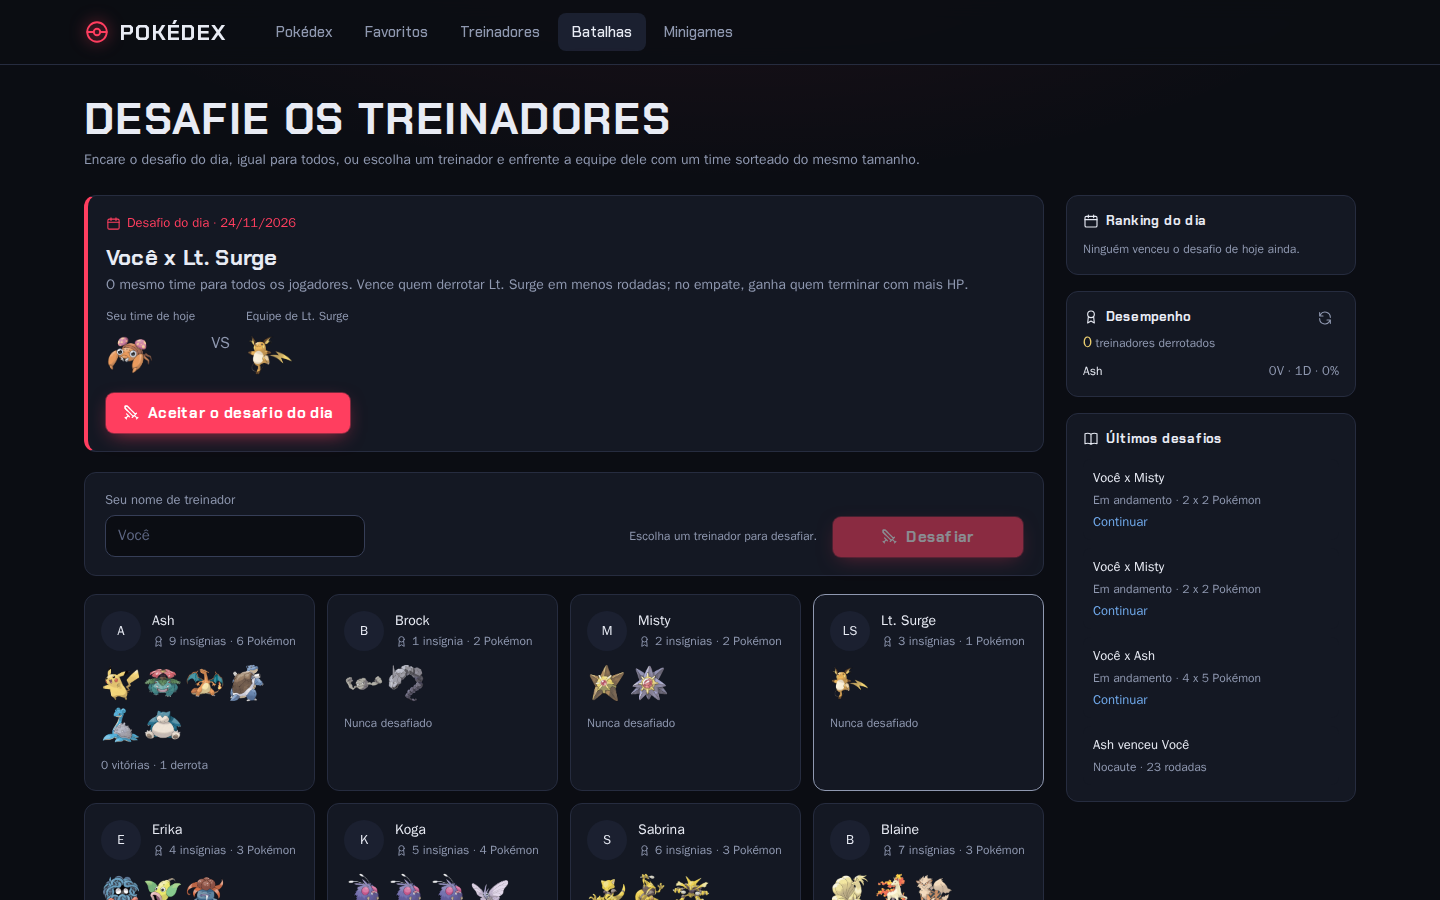 POKÉDEX
Pokédex
Favoritos
Treinadores
Batalhas
Minigames
DESAFIE OS TREINADORES
Encare o desafio do dia, igual para todos, ou escolha um treinador e enfrente a equipe dele com um time sorteado do mesmo tamanho.
Desafio do dia · 24/11/2026
Você x Lt. Surge
O mesmo time para todos os jogadores. Vence quem derrotar Lt. Surge em menos rodadas; no empate, ganha quem terminar com mais HP.
Seu time de hoje
VS
Equipe de Lt. Surge
Aceitar o desafio do dia
Seu nome de treinador
Você
Escolha um treinador para desafiar.
Desafiar
A
Ash
9 insígnias · 6 Pokémon
0 vitórias · 1 derrota
B
Brock
1 insígnia · 2 Pokémon
Nunca desafiado
M
Misty
2 insígnias · 2 Pokémon
Nunca desafiado
LS
Lt. Surge
3 insígnias · 1 Pokémon
Nunca desafiado
E
Erika
4 insígnias · 3 Pokémon
K
Koga
5 insígnias · 4 Pokémon
S
Sabrina
6 insígnias · 3 Pokémon
B
Blaine
7 insígnias · 3 Pokémon
Ranking do dia
Ninguém venceu o desafio de hoje ainda.
Desempenho
0 treinadores derrotados
Ash
0V · 1D · 0%
Últimos desafios
Você x Misty
Em andamento · 2 x 2 Pokémon
Continuar
Você x Misty
Em andamento · 2 x 2 Pokémon
Continuar
Você x Ash
Em andamento · 4 x 5 Pokémon
Continuar
Ash venceu Você
Nocaute · 23 rodadas